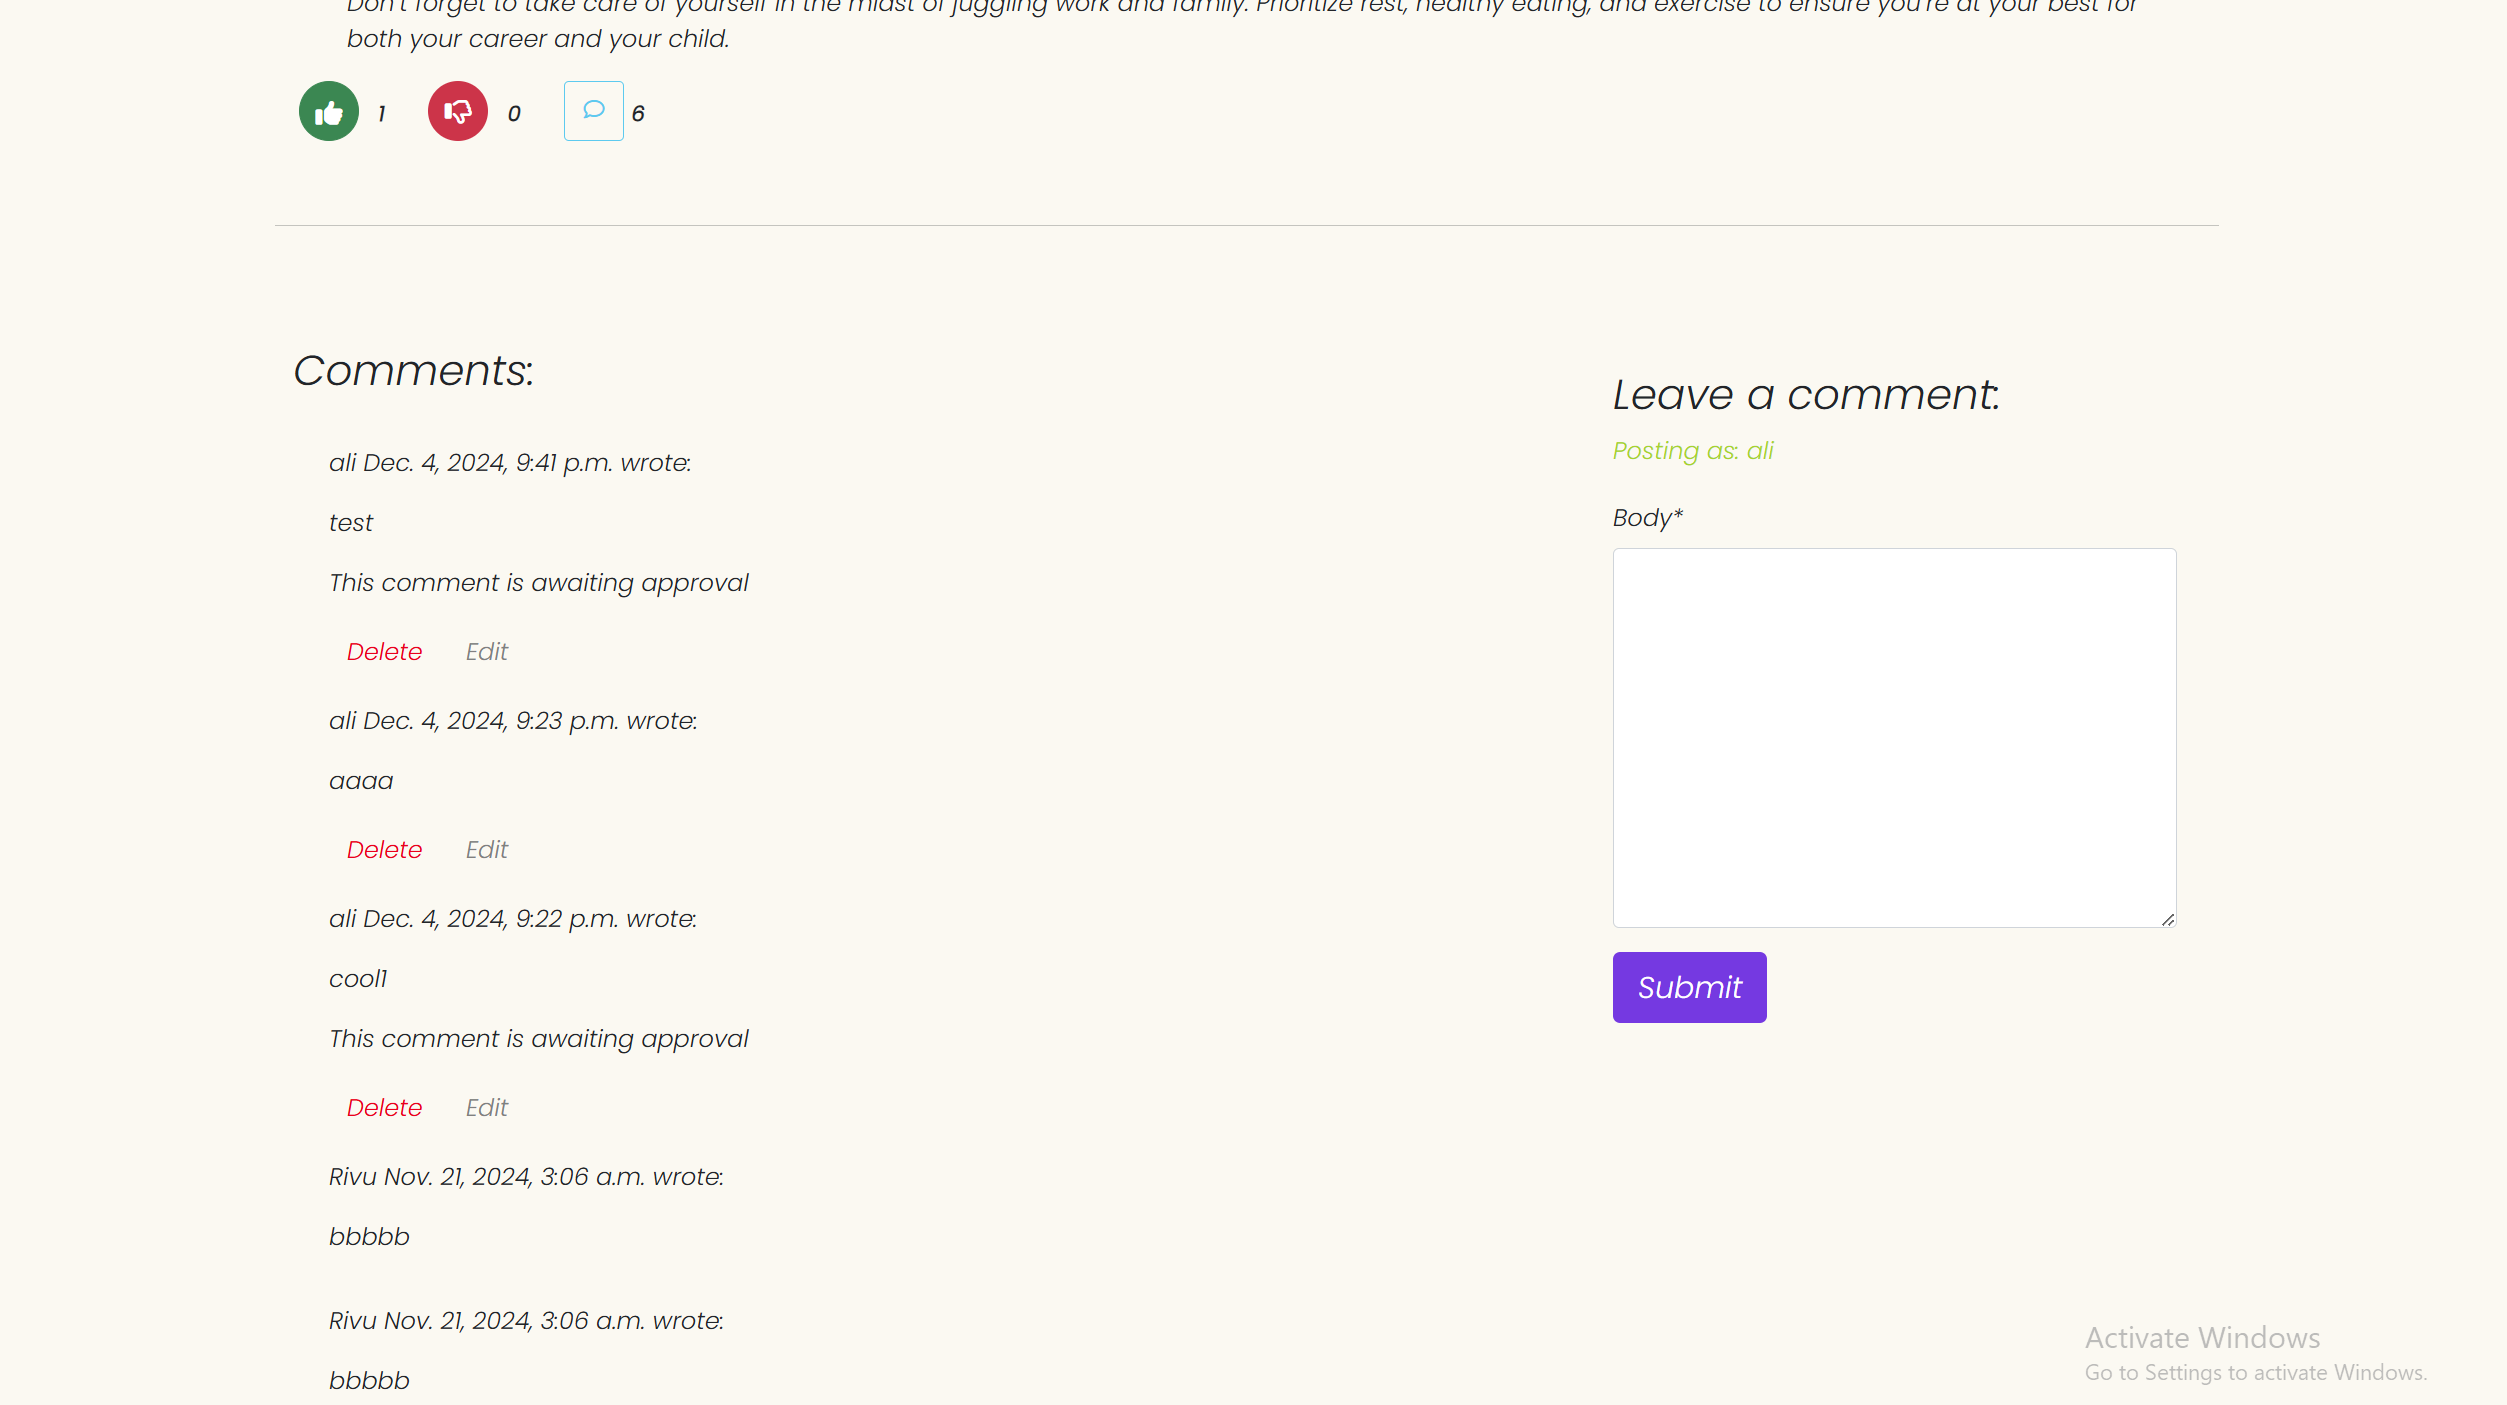 Don't forget to take care of yourself in the midst of juggling work and family. Prioritize rest, healthy eating, and exercise to ensure you're at your best for
both your career and your child.
1 0 6
Comments:
ali Dec. 4, 2024, 9:41 p.m. wrote:
test
This comment is awaiting approval
Delete Edit
ali Dec. 4, 2024, 9:23 p.m. wrote:
aaaa
Delete Edit
ali Dec. 4, 2024, 9:22 p.m. wrote:
cool1
This comment is awaiting approval
Delete Edit
Rivu Nov. 21, 2024, 3:06 a.m. wrote:
bbbbb
Rivu Nov. 21, 2024, 3:06 a.m. wrote:
bbbbb
Leave a comment:
Posting as: ali
Body*
Submit
Activate Windows
Go to Settings to activate Windows.